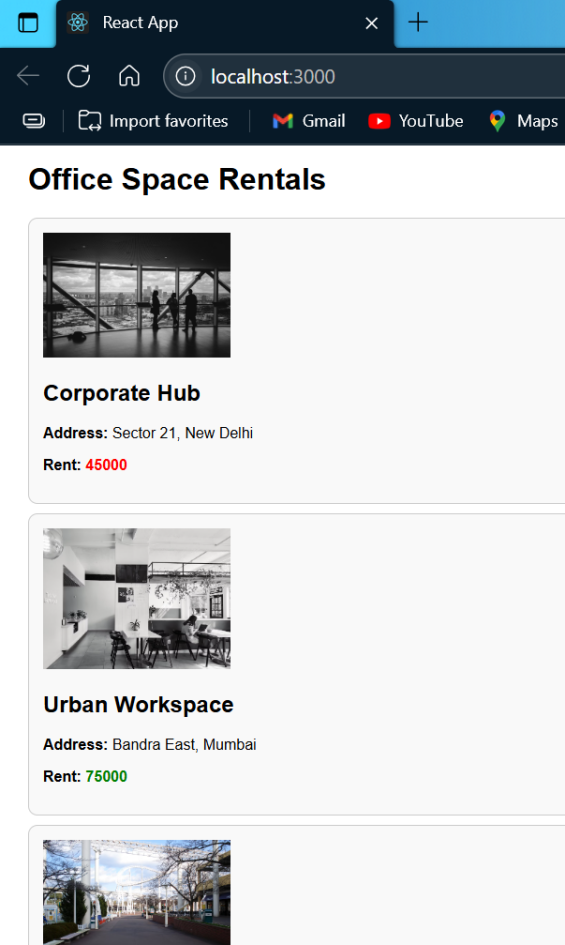 React App
localhost:3000
Import favorites
Gmail
YouTube
Maps
Office Space Rentals
Corporate Hub
Address: Sector 21, New Delhi
Rent: 45000
Urban Workspace
Address: Bandra East, Mumbai
Rent: 75000